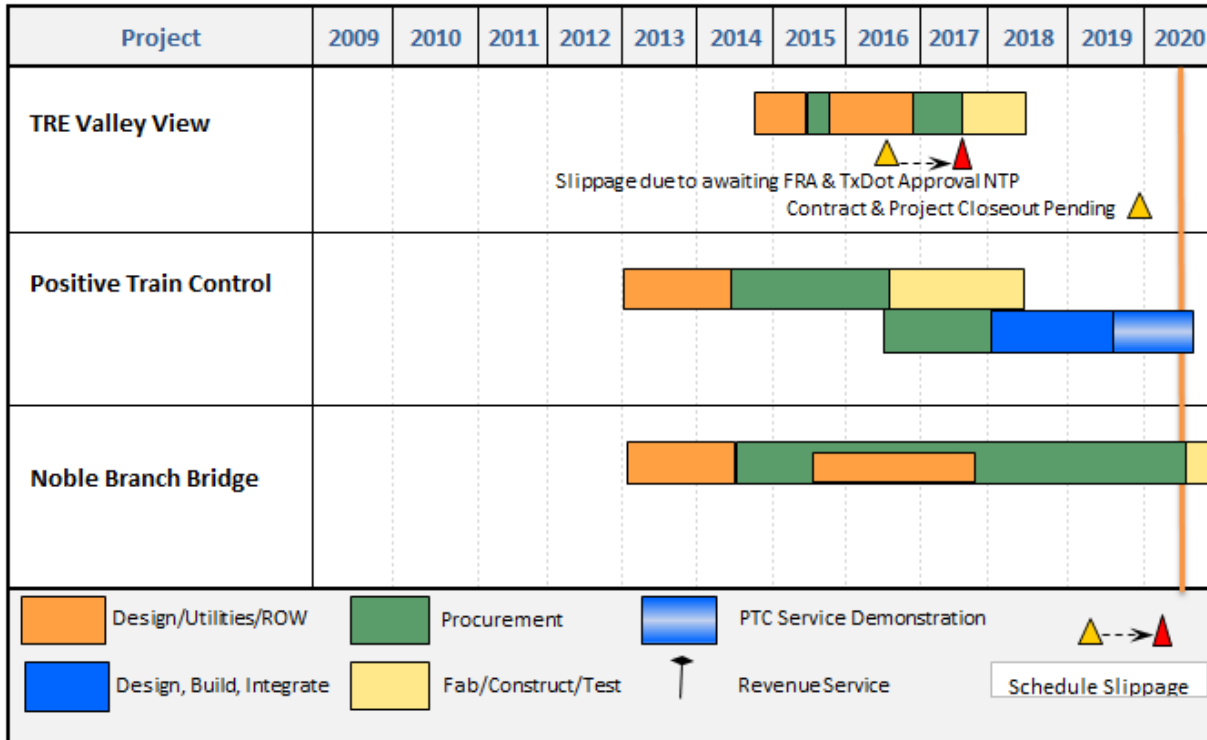 Project 2009 2010 2011 2012 2013 2014 2015 2016 2017 2018 2019 2020
TRE Valley View
Slippage due to awaiting FRA & TxDot Approval NTP
Contract & Project Closeout Pending
Positive Train Control
Noble Branch Bridge
Design/Utilities/ROW Procurement PTC Service Demonstration
Design, Build, Integrate Fab/Construct/Test Revenue Service Schedule Slippage